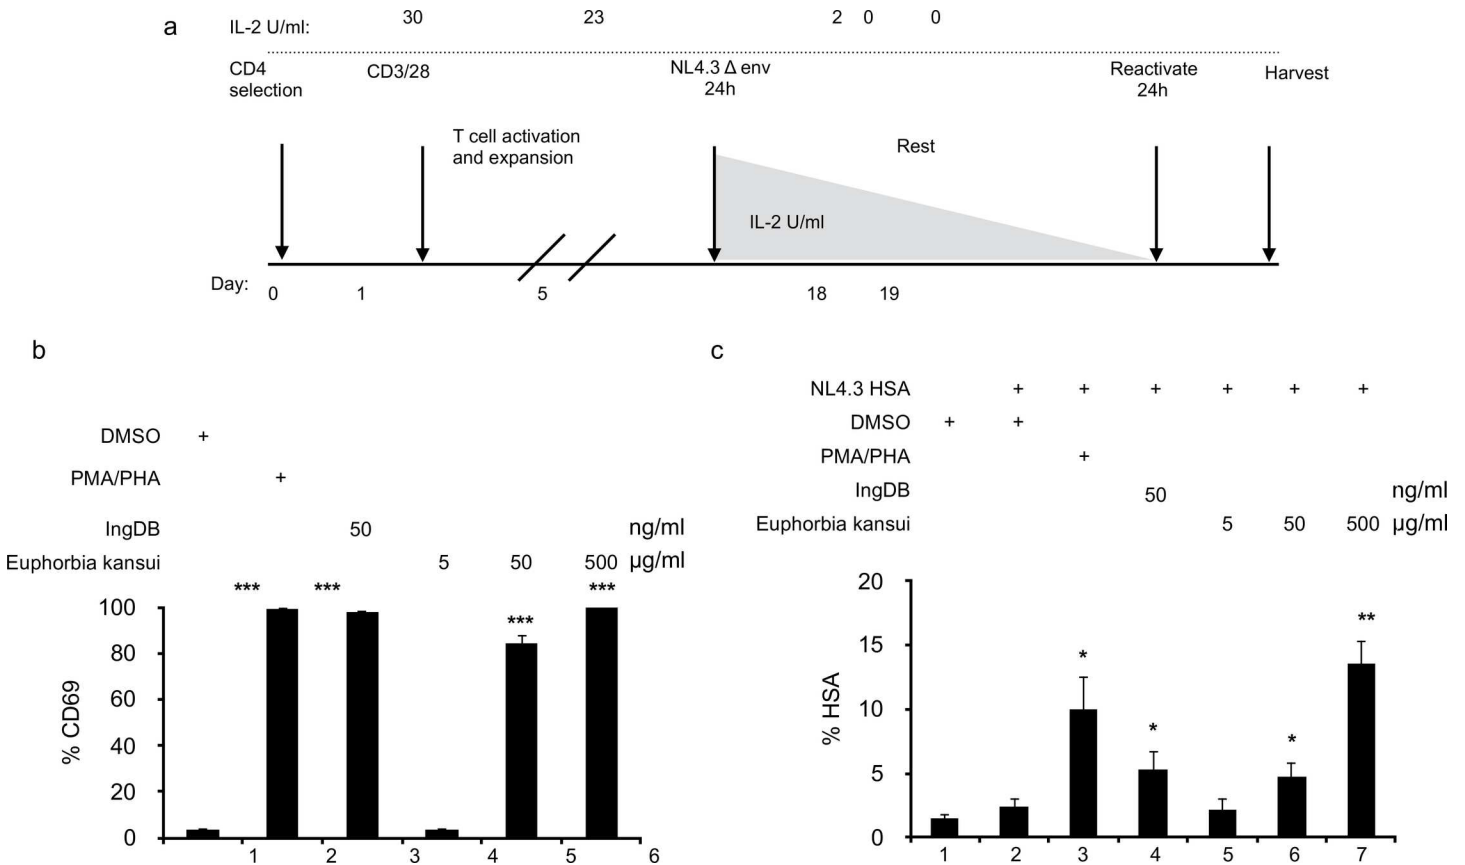 a
IL-2 U/ml: 30 23 2 0 0
CD4 selection
CD3/28
NL4.3 Δ env
24h
Reactivate
24h
Harvest
T cell activation
and expansion
Rest
IL-2 U/ml
Day: 0 1 5 18 19
b
DMSO +
PMA/PHA +
IngDB 50 ng/ml
Euphorbia kansui 5 50 500 µg/ml
*** *** *** ***
% CD69
100
80
60
40
20
0
1 2 3 4 5 6
c
NL4.3 HSA + + + + + +
DMSO + +
PMA/PHA +
IngDB 50 ng/ml
Euphorbia kansui 5 50 500 µg/ml
% HSA
20
15
10
5
0
* * * **
1 2 3 4 5 6 7